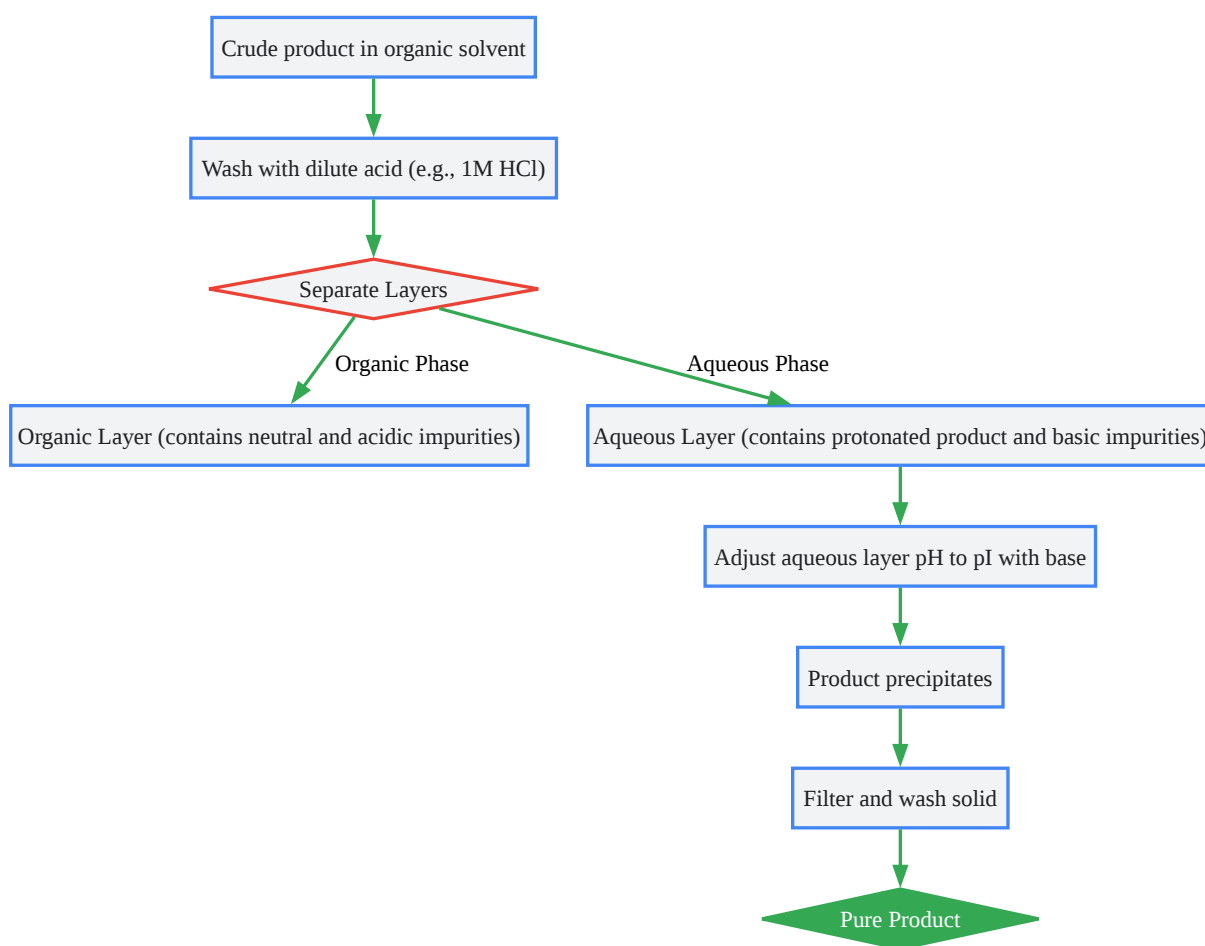 Crude product in organic solvent
Wash with dilute acid (e.g., 1M HCl)
Separate Layers
Organic Phase
Aqueous Phase
Organic Layer (contains neutral and acidic impurities)
Aqueous Layer (contains protonated product and basic impurities)
Adjust aqueous layer pH to pI with base
Product precipitates
Filter and wash solid
Pure Product